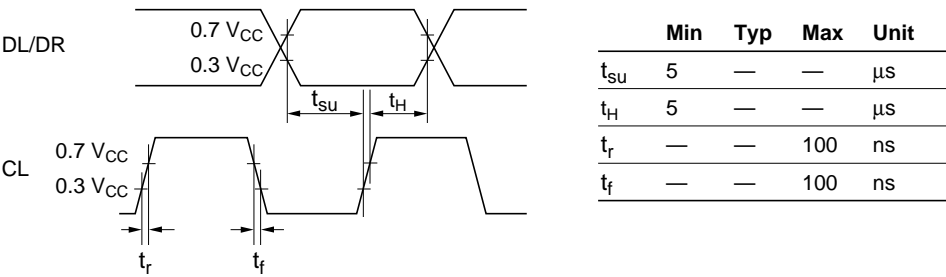 DL/DR
0.7 VCC
0.3 VCC
tsu
tH
CL
0.7 VCC
0.3 VCC
tr
tf
Min Typ Max Unit
tsu 5 — — μs
tH 5 — — μs
tr — — 100 ns
tf — — 100 ns